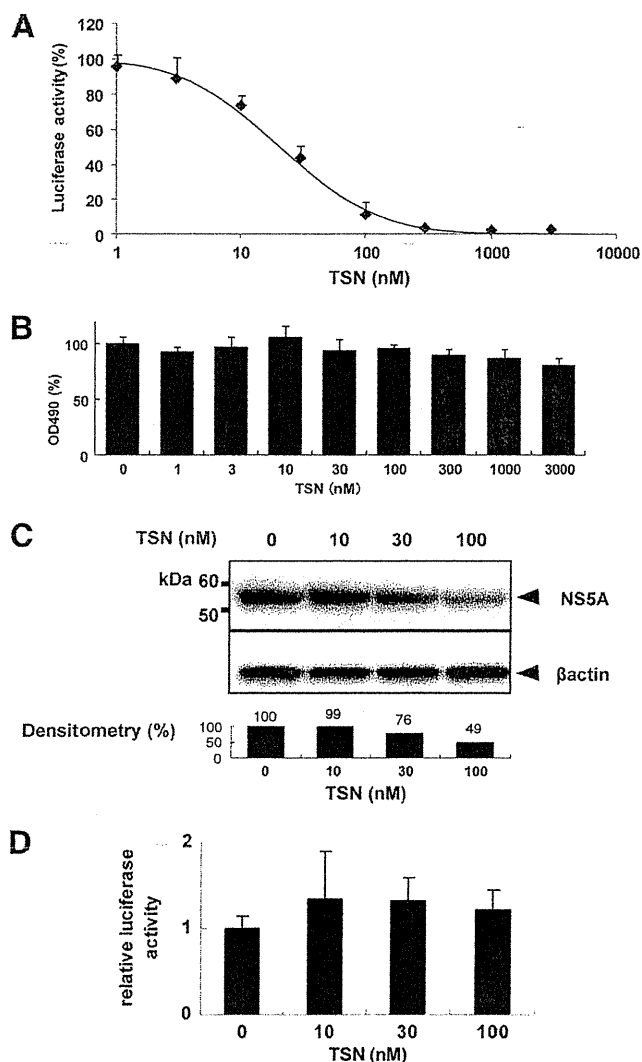 A
Luciferase activity (%)
120
100
80
60
40
20
0
1 10 100 1000 10000
TSN (nM)
B
OD490 (%)
100
50
0
0 1 3 10 30 100 300 1000 3000
TSN (nM)
C
TSN (nM) 0 10 30 100
kDa 60
50
NS5A
βactin
Densitometry (%)
100
50
0
100 99 76 49
0 10 30 100
TSN (nM)
D
relative luciferase
activity
2
1
0
0 10 30 100
TSN (nM)